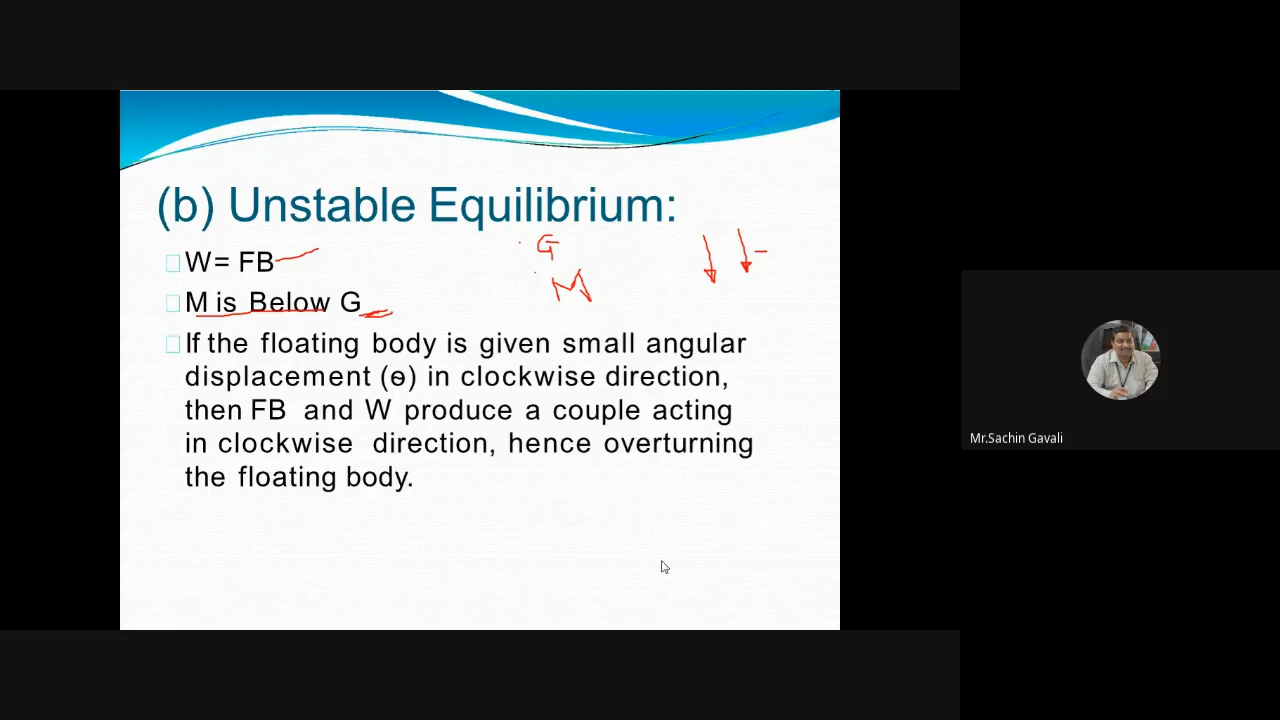 (b) Unstable Equilibrium:
W= FB
G
M
M is Below G
If the floating body is given small angular
displacement (ɵ) in clockwise direction,
then FB and W produce a couple acting
in clockwise direction, hence overturning
the floating body.
Mr.Sachin Gavali